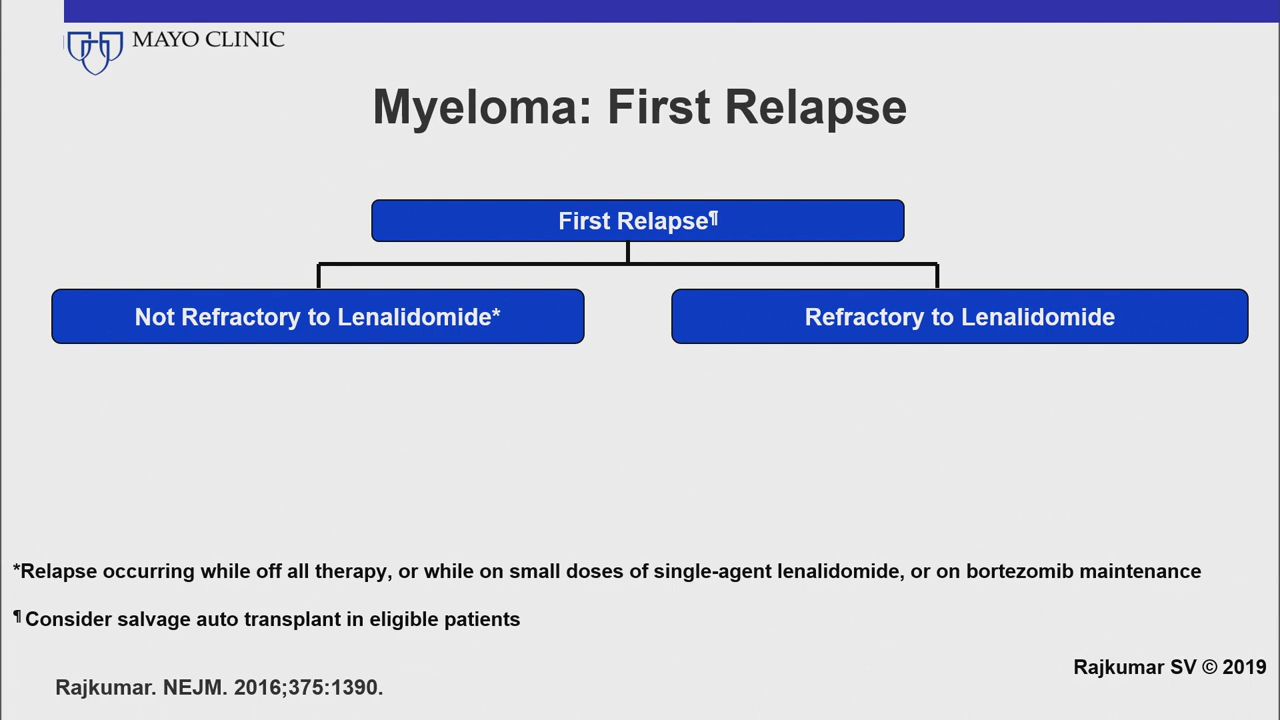 MAYO CLINIC
Myeloma: First Relapse
First Relapse¶
Not Refractory to Lenalidomide*
Refractory to Lenalidomide
*Relapse occurring while off all therapy, or while on small doses of single-agent lenalidomide, or on bortezomib maintenance
¶ Consider salvage auto transplant in eligible patients
Rajkumar SV © 2019
Rajkumar. NEJM. 2016;375:1390.